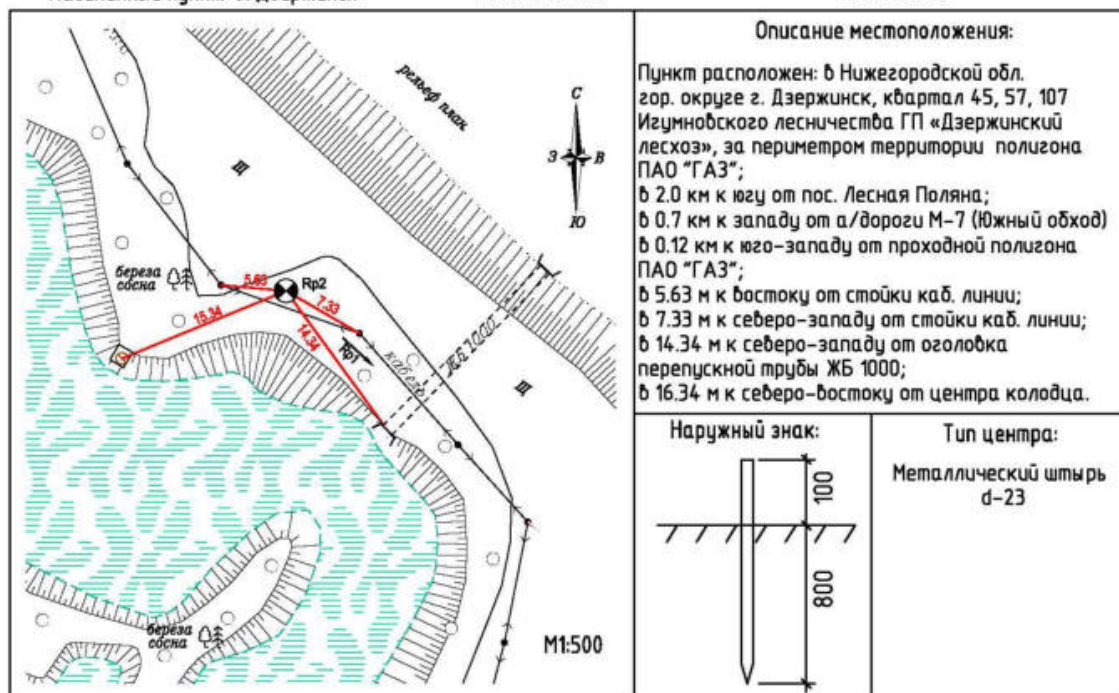 Описание местоположения:
Пункт расположен: в Нижегородской обл.
гор. округе г. Дзержинск, квартал 45, 57, 107
Игумновского лесничества ГП «Дзержинский
лесхоз», за периметром территории полигона
ПАО "ГАЗ";
в 2.0 км к югу от пос. Лесная Поляна;
в 0.7 км к западу от а/дороги М-7 (Южный обход)
в 0.12 км к юго-западу от проходной полигона
ПАО "ГАЗ";
в 5.63 м к востоку от стойки каб. линии;
в 7.33 м к северо-западу от стойки каб. линии;
в 14.34 м к северо-западу от оголовка
перепускной трубы ЖБ 1000;
в 16.34 м к северо-востоку от центра колодца.
рельеф план
С
З
В
Ю
Щ
береза
сосна
5.63
Rp2
7.33
15.34
14.34
Rp1
кабель
ЖБ 1000
Щ
береза
сосна
М1:500
Наружный знак:
100
800
Тип центра:
Металлический штырь
d-23